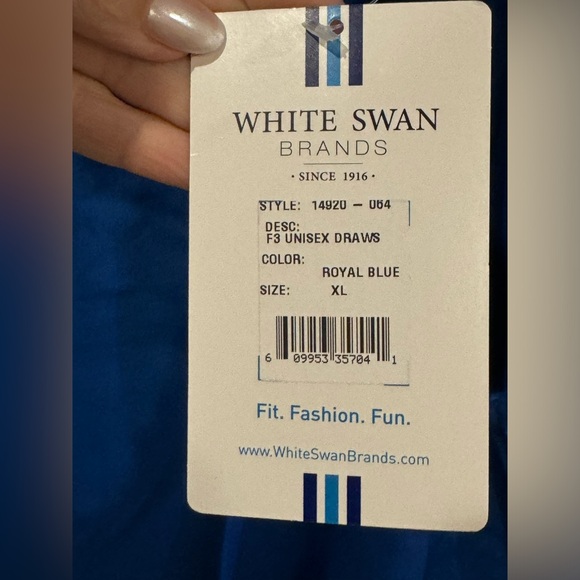 WHITE SWAN
BRANDS
· SINCE 1916 ·
STYLE: 14920 - 064
DESC:
F3 UNISEX DRAWS
COLOR:
ROYAL BLUE
SIZE: XL
6 09953 35704 1
Fit. Fashion. Fun.
www.WhiteSwanBrands.com